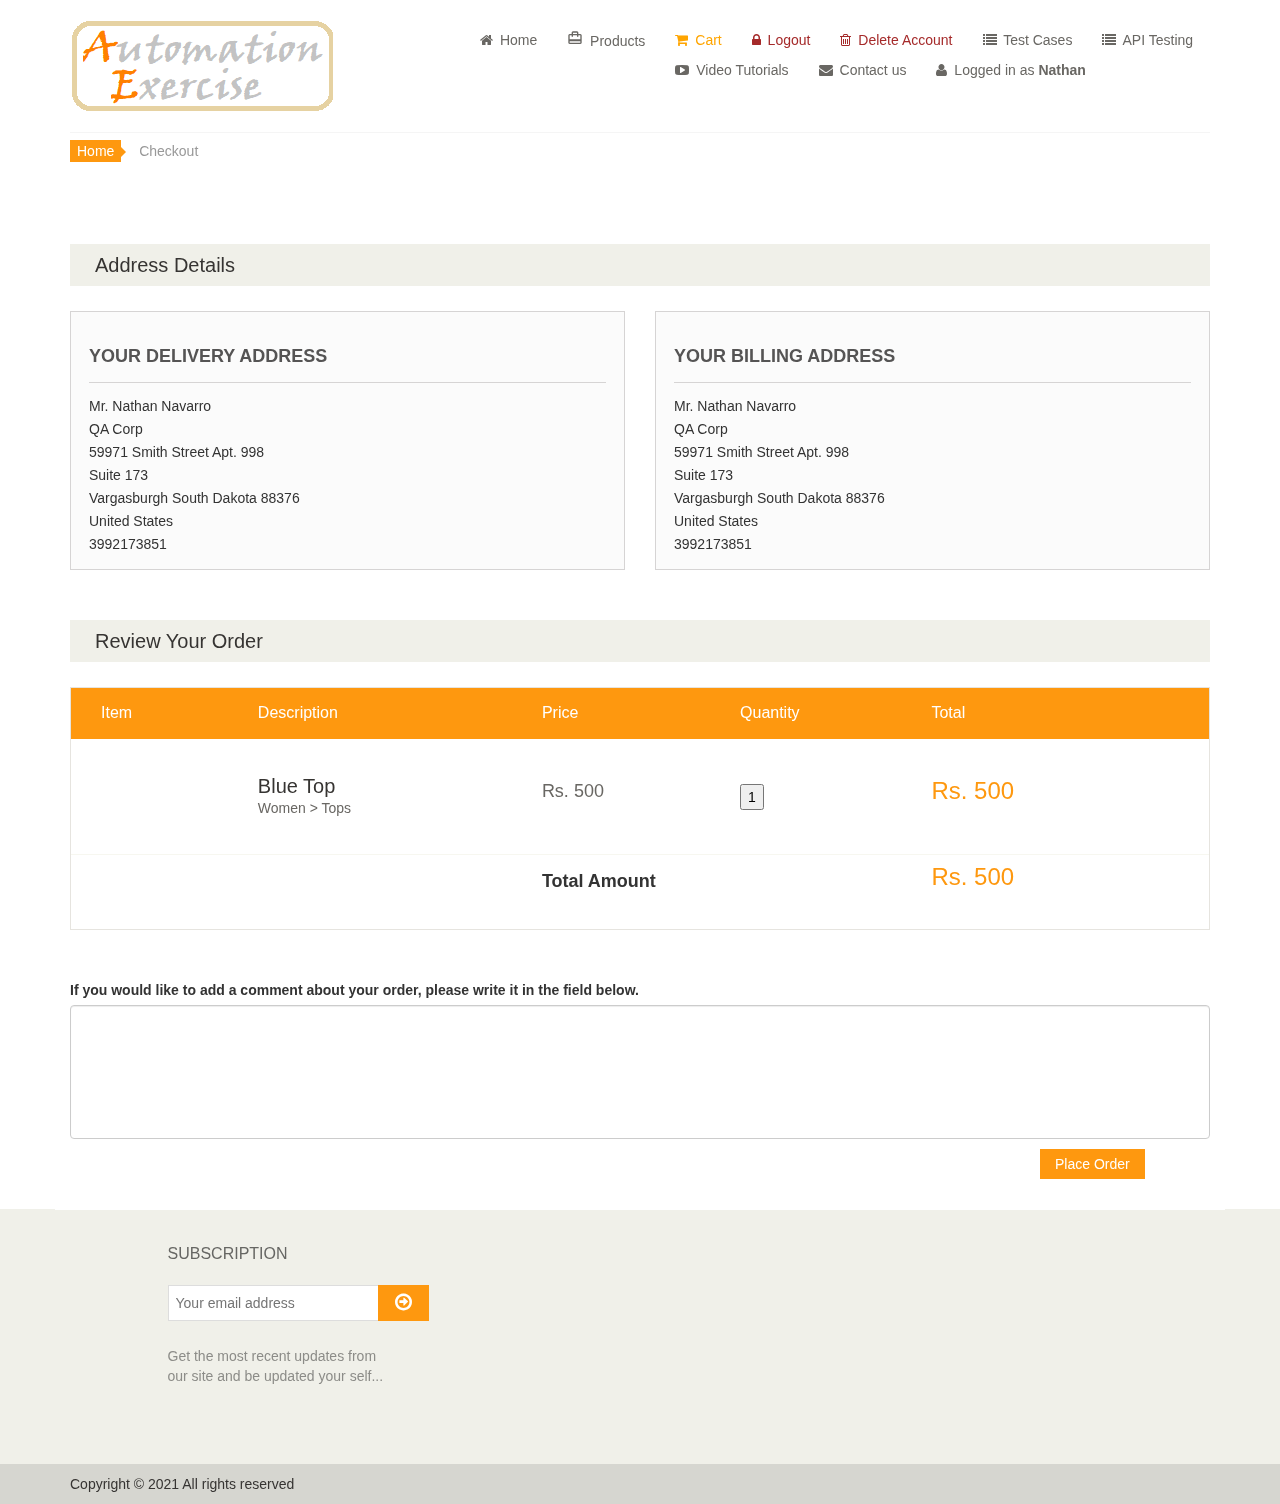 Automation
Exercise
Home
Products
Cart
Logout
Delete Account
Test Cases
API Testing
Video Tutorials
Contact us
Logged in as Nathan
Home
Checkout
Address Details
YOUR DELIVERY ADDRESS
Mr. Nathan Navarro
QA Corp
59971 Smith Street Apt. 998
Suite 173
Vargasburgh South Dakota 88376
United States
3992173851
YOUR BILLING ADDRESS
Mr. Nathan Navarro
QA Corp
59971 Smith Street Apt. 998
Suite 173
Vargasburgh South Dakota 88376
United States
3992173851
Review Your Order
Item Description Price Quantity Total
Blue Top
Women > Tops
Rs. 500
1
Rs. 500
Total Amount
Rs. 500
If you would like to add a comment about your order, please write it in the field below.
Place Order
SUBSCRIPTION
Your email address
Get the most recent updates from
our site and be updated your self...
Copyright © 2021 All rights reserved